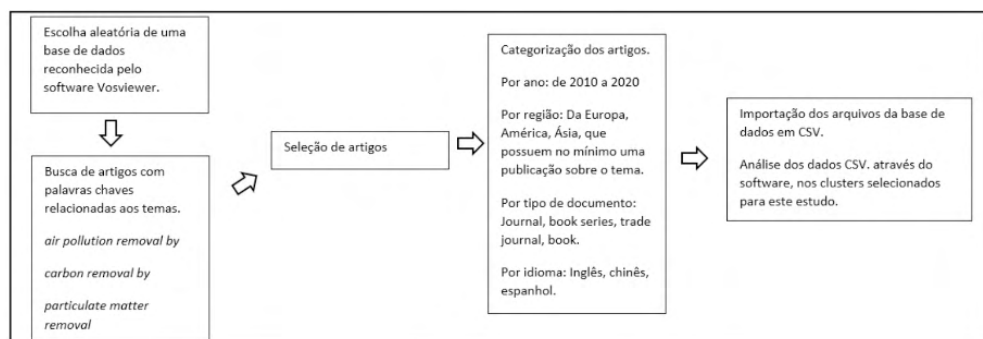 Escolha aleatória de uma
base de dados
reconhecida pelo
software Vosviewer.
Busca de artigos com
palavras chaves
relacionadas aos temas.
air pollution removal by
carbon removal by
particulate matter
removal
Seleção de artigos
Categorização dos artigos.
Por ano: de 2010 a 2020
Por região: Da Europa,
América, Ásia, que
possuem no mínimo uma
publicação sobre o tema.
Por tipo de documento:
Journal, book series, trade
journal, book.
Por idioma: Inglês, chinês,
espanhol.
Importação dos arquivos da base de
dados em CSV.
Análise dos dados CSV. através do
software, nos clusters selecionados
para este estudo.